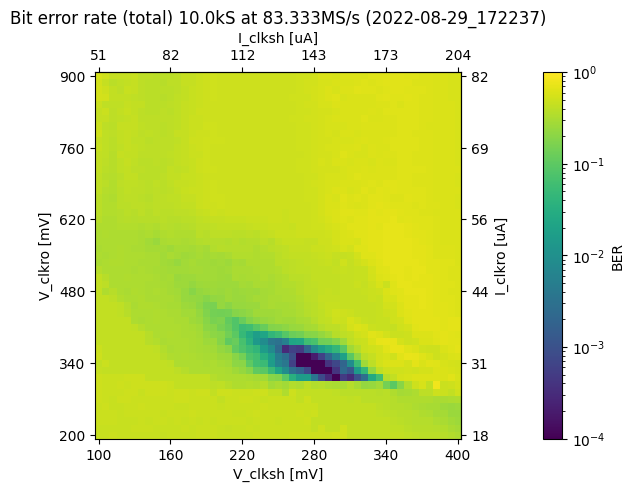 Bit error rate (total) 10.0kS at 83.333MS/s (2022-08-29_172237)
I_clksh [uA]
51 82 112 143 173 204
900 82
760 69
620 56
480 44
340 31
200 18
V_clkro [mV]
I_clkro [uA]
100 160 220 280 340 400
V_clksh [mV]
10^0
10^-1
10^-2
10^-3
10^-4
BER